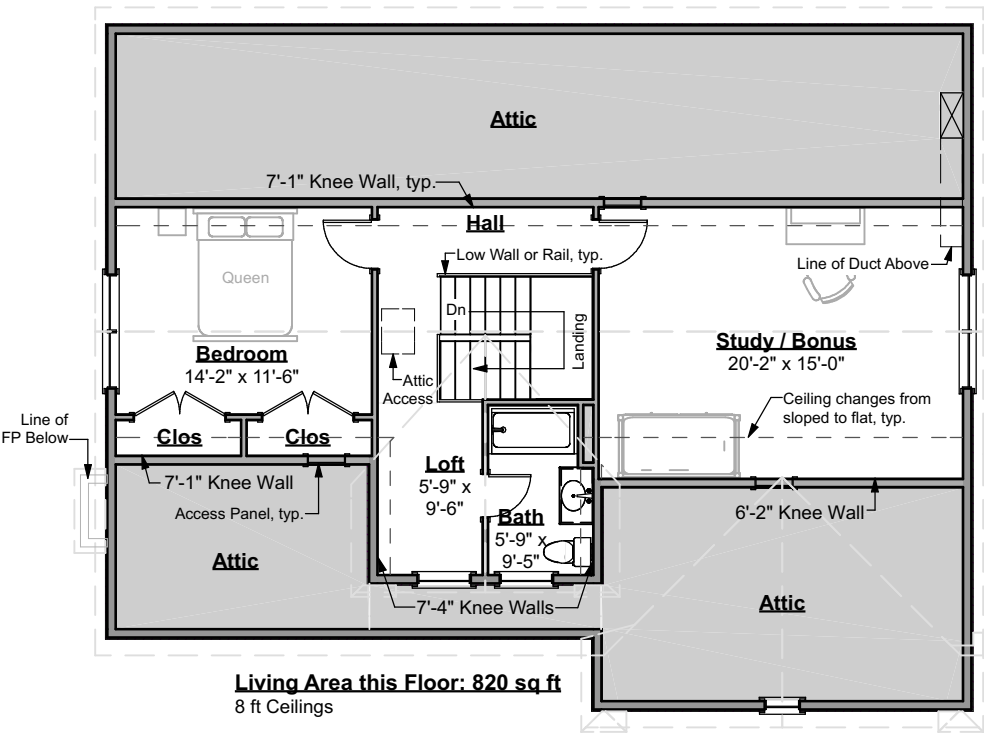 Attic
7'-1" Knee Wall, typ.
Hall
Low Wall or Rail, typ.
Line of Duct Above
Queen
Dn
Landing
Bedroom
14'-2" x 11'-6"
Study / Bonus
20'-2" x 15'-0"
Attic
Access
Ceiling changes from
sloped to flat, typ.
Line of
FP Below
Clos
Clos
Loft
5'-9" x
9'-6"
7'-1" Knee Wall
Access Panel, typ.
6'-2" Knee Wall
Bath
5'-9" x
9'-5"
Attic
7'-4" Knee Walls
Attic
Living Area this Floor: 820 sq ft
8 ft Ceilings